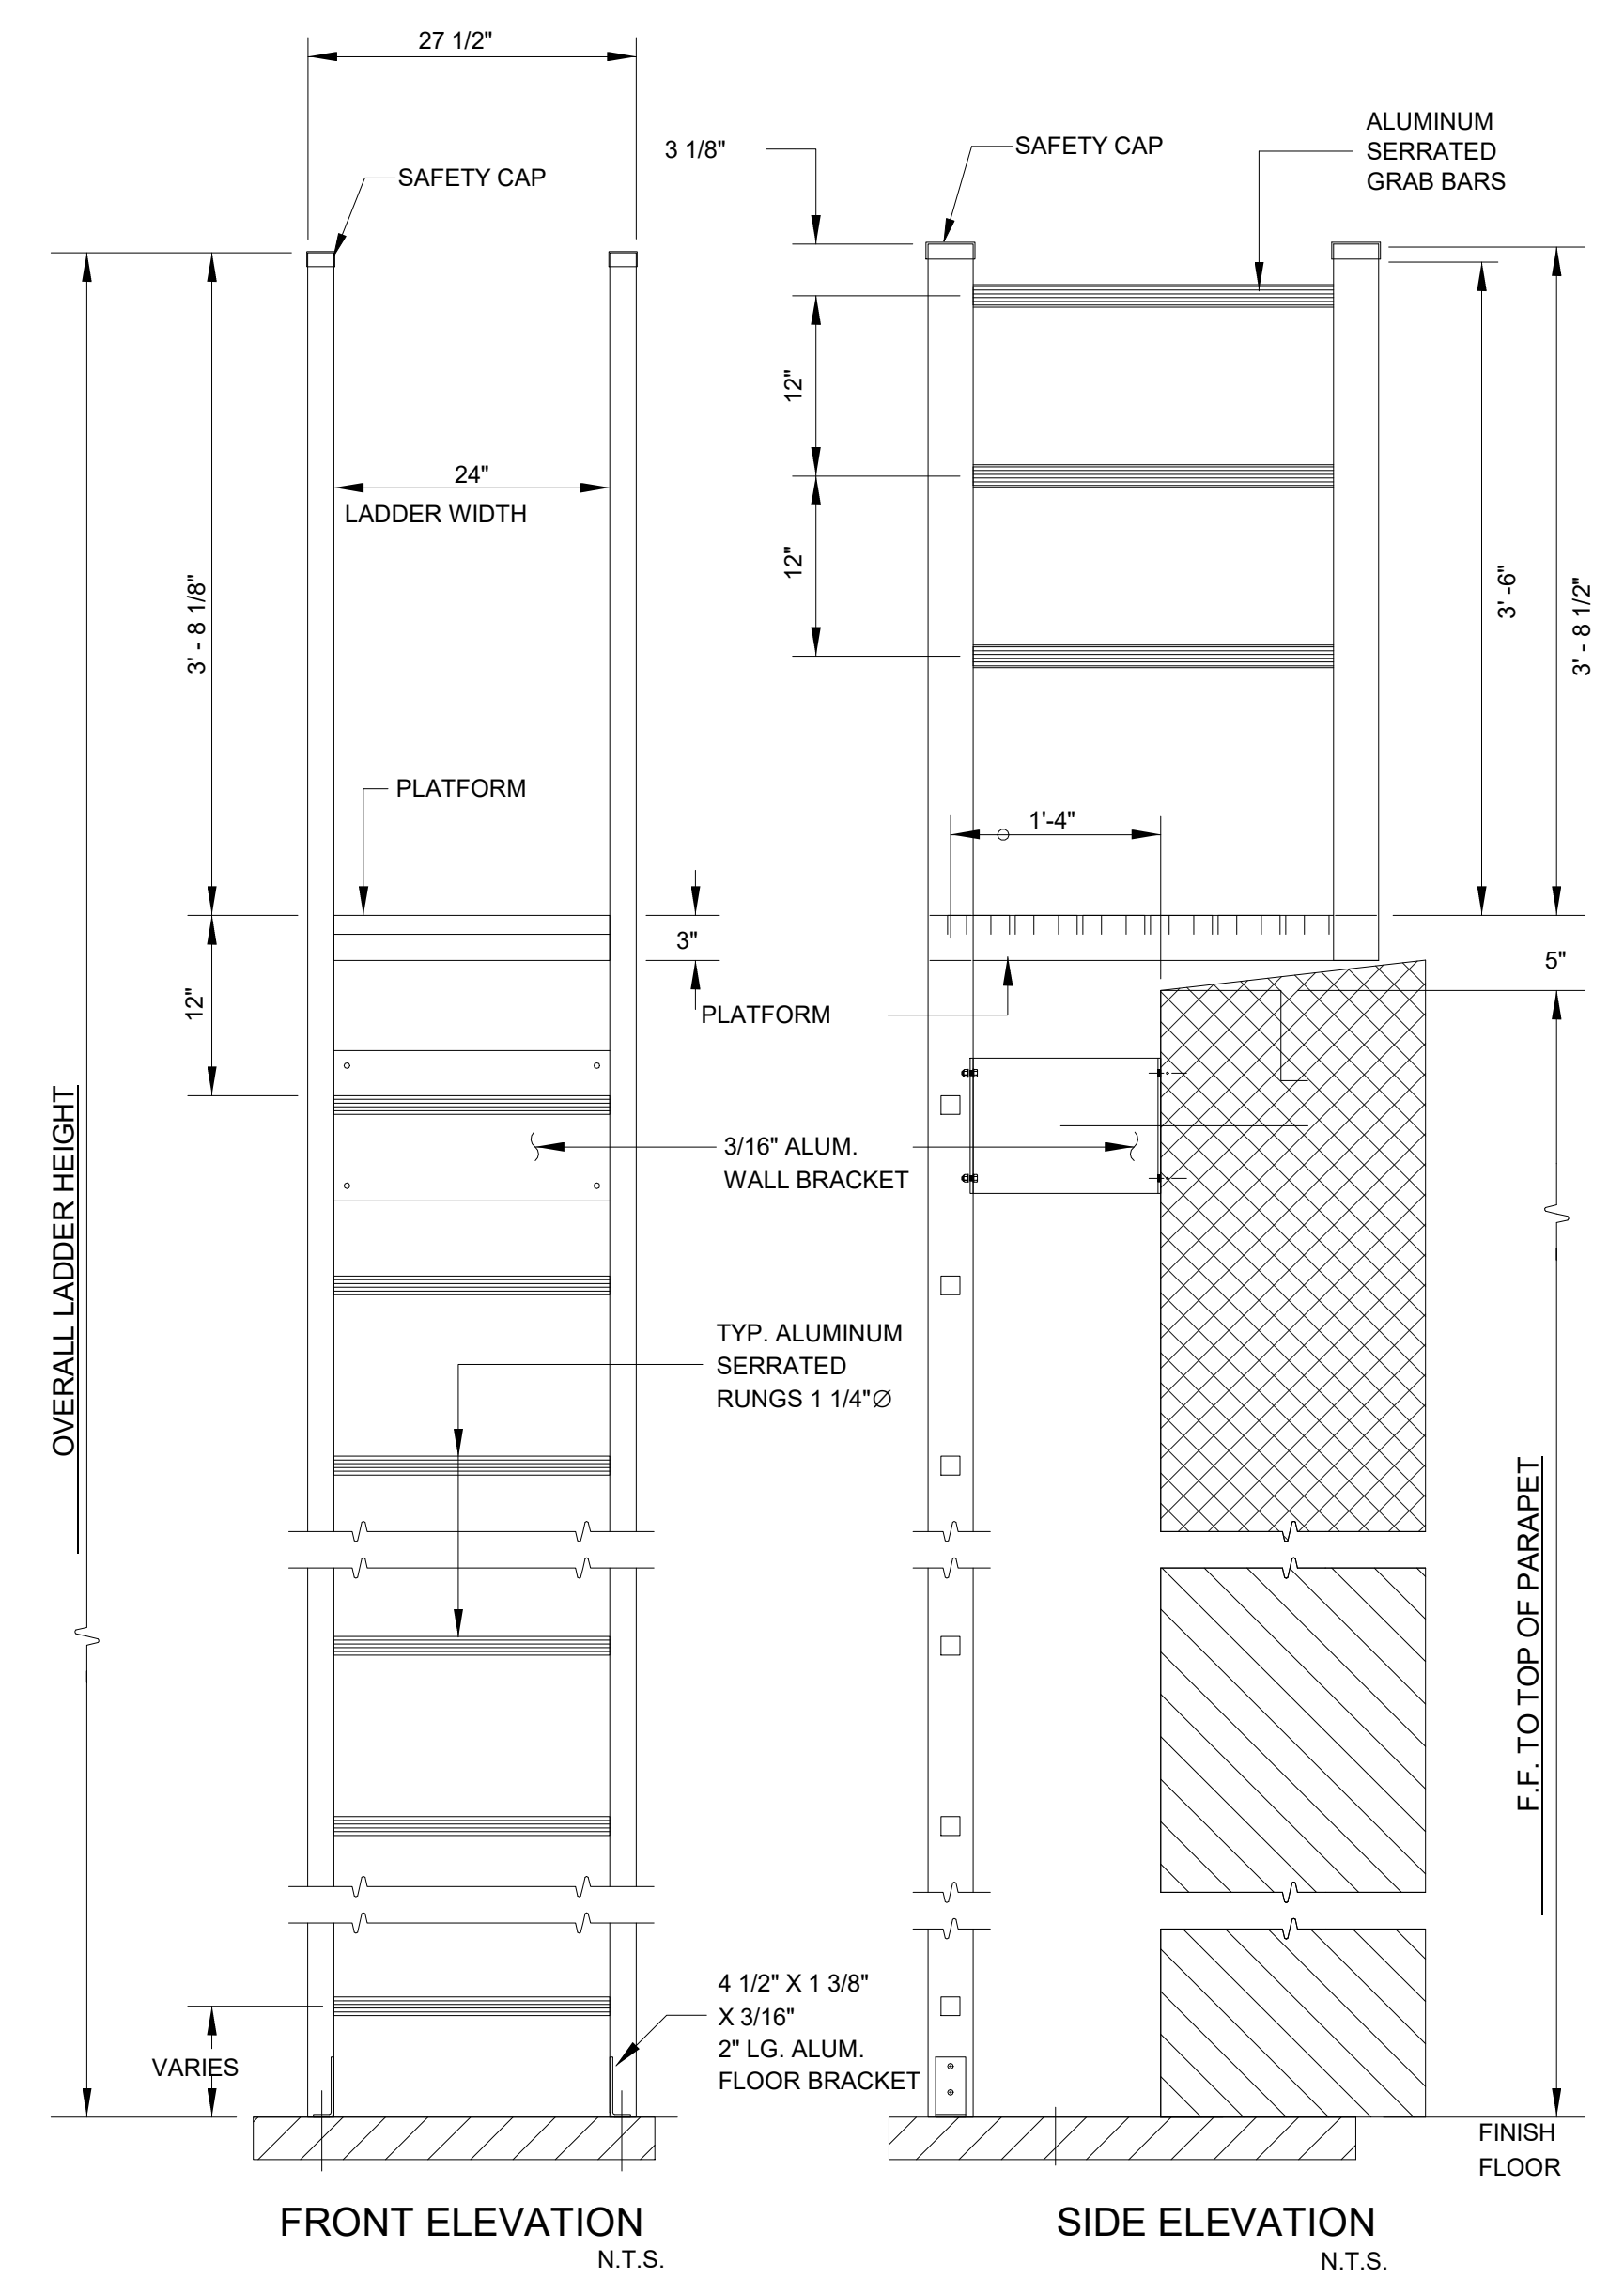 27 1/2"
SAFETY CAP
3 1/8"
SAFETY CAP
ALUMINUM
SERRATED
GRAB BARS
12"
24"
LADDER WIDTH
12"
3' - 8 1/8"
3' -6"
3' - 8 1/2"
PLATFORM
1'-4"
3"
5"
12"
PLATFORM
OVERALL LADDER HEIGHT
3/16" ALUM.
WALL BRACKET
TYP. ALUMINUM
SERRATED
RUNGS 1 1/4"∅
F.F. TO TOP OF PARAPET
4 1/2" X 1 3/8"
X 3/16"
2" LG. ALUM.
FLOOR BRACKET
VARIES
FINISH
FLOOR
FRONT ELEVATION
N.T.S.
SIDE ELEVATION
N.T.S.